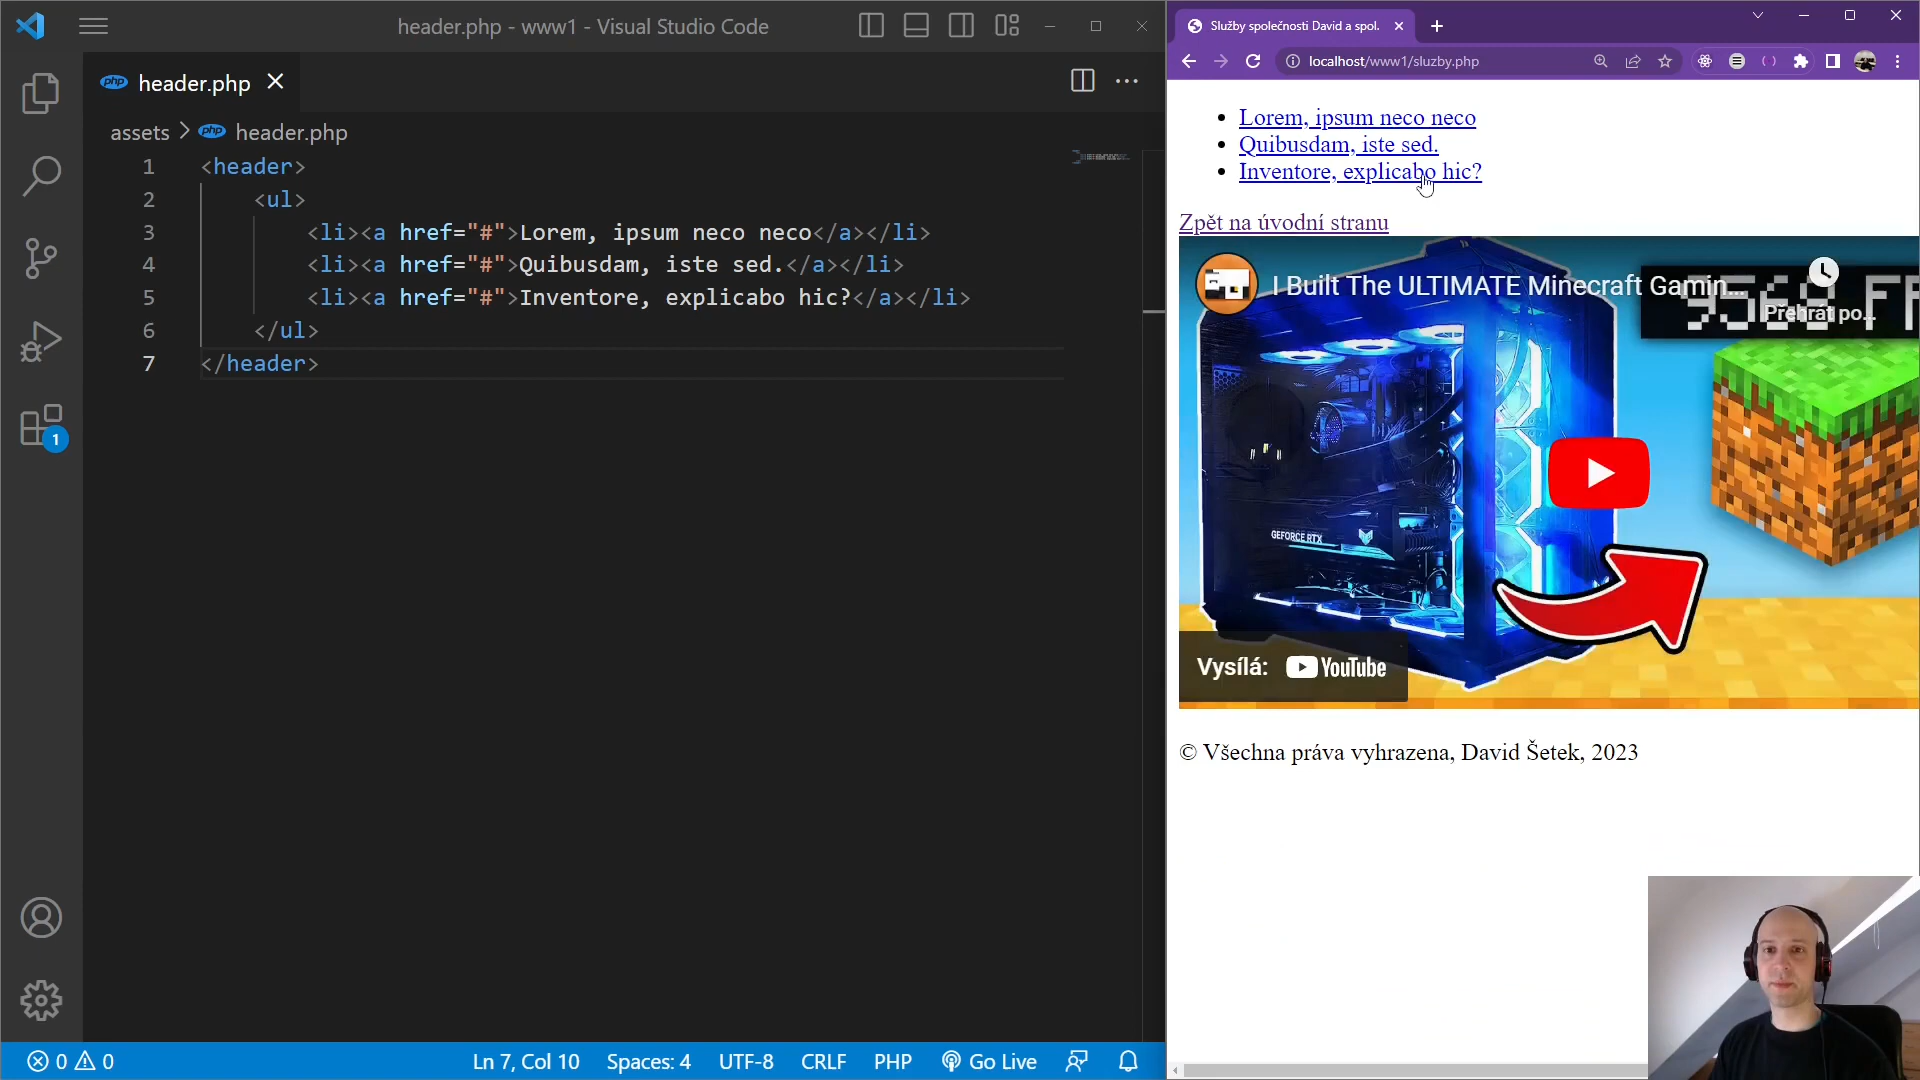 header.php - www1 - Visual Studio Code
php header.php
assets > php header.php
1 <header>
2 <ul>
3 <li><a href="#">Lorem, ipsum neco neco</a></li>
4 <li><a href="#">Quibusdam, iste sed.</a></li>
5 <li><a href="#">Inventore, explicabo hic?</a></li>
6 </ul>
7 </header>
1
0 0
Ln 7, Col 10
Spaces: 4
UTF-8
CRLF
PHP
Go Live
Služby společnosti David a spol.
localhost/www1/sluzby.php
Lorem, ipsum neco neco
Quibusdam, iste sed.
Inventore, explicabo hic?
Zpět na úvodní stranu
I Built The ULTIMATE Minecraft Gamin...
Přehrát po...
GEFORCE RTX
Vysílá: YouTube
© Všechna práva vyhrazena, David Šetek, 2023